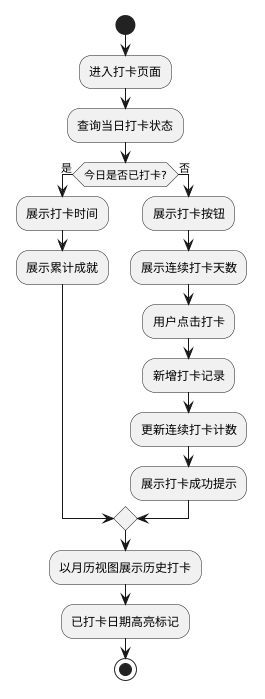 进入打卡页面
查询当日打卡状态
今日是否已打卡?
是
否
展示打卡时间
展示累计成就
展示打卡按钮
展示连续打卡天数
用户点击打卡
新增打卡记录
更新连续打卡计数
展示打卡成功提示
以月历视图展示历史打卡
已打卡日期高亮标记